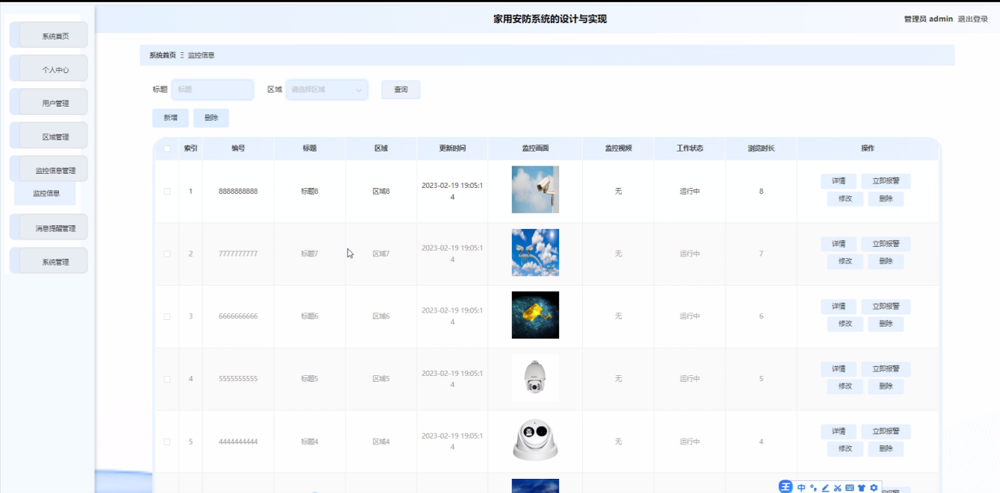 家用安防系统的设计与实现
管理员 admin 退出登录
系统首页
个人中心
用户管理
区域管理
监控信息管理
监控信息
消息提醒管理
系统管理
系统首页 Ξ 监控信息
标题 标题 区域 请选择区域 查询
新增 删除
索引 编号 标题 区域 更新时间 监控画面 监控视频 工作状态 浏览时长 操作
1 8888888888 标题8 区域8 2023-02-19 19:05:1
4
无 运行中 8 详情 立即报警
修改 删除
2 7777777777 标题7 区域7 2023-02-19 19:05:1
4
无 运行中 7 详情 立即报警
修改 删除
3 6666666666 标题6 区域6 2023-02-19 19:05:1
4
无 运行中 6 详情 立即报警
修改 删除
4 5555555555 标题5 区域5 2023-02-19 19:05:1
4
无 运行中 5 详情 立即报警
修改 删除
5 4444444444 标题4 区域4 2023-02-19 19:05:1
4
无 运行中 4 详情 立即报警
修改 删除
王 中